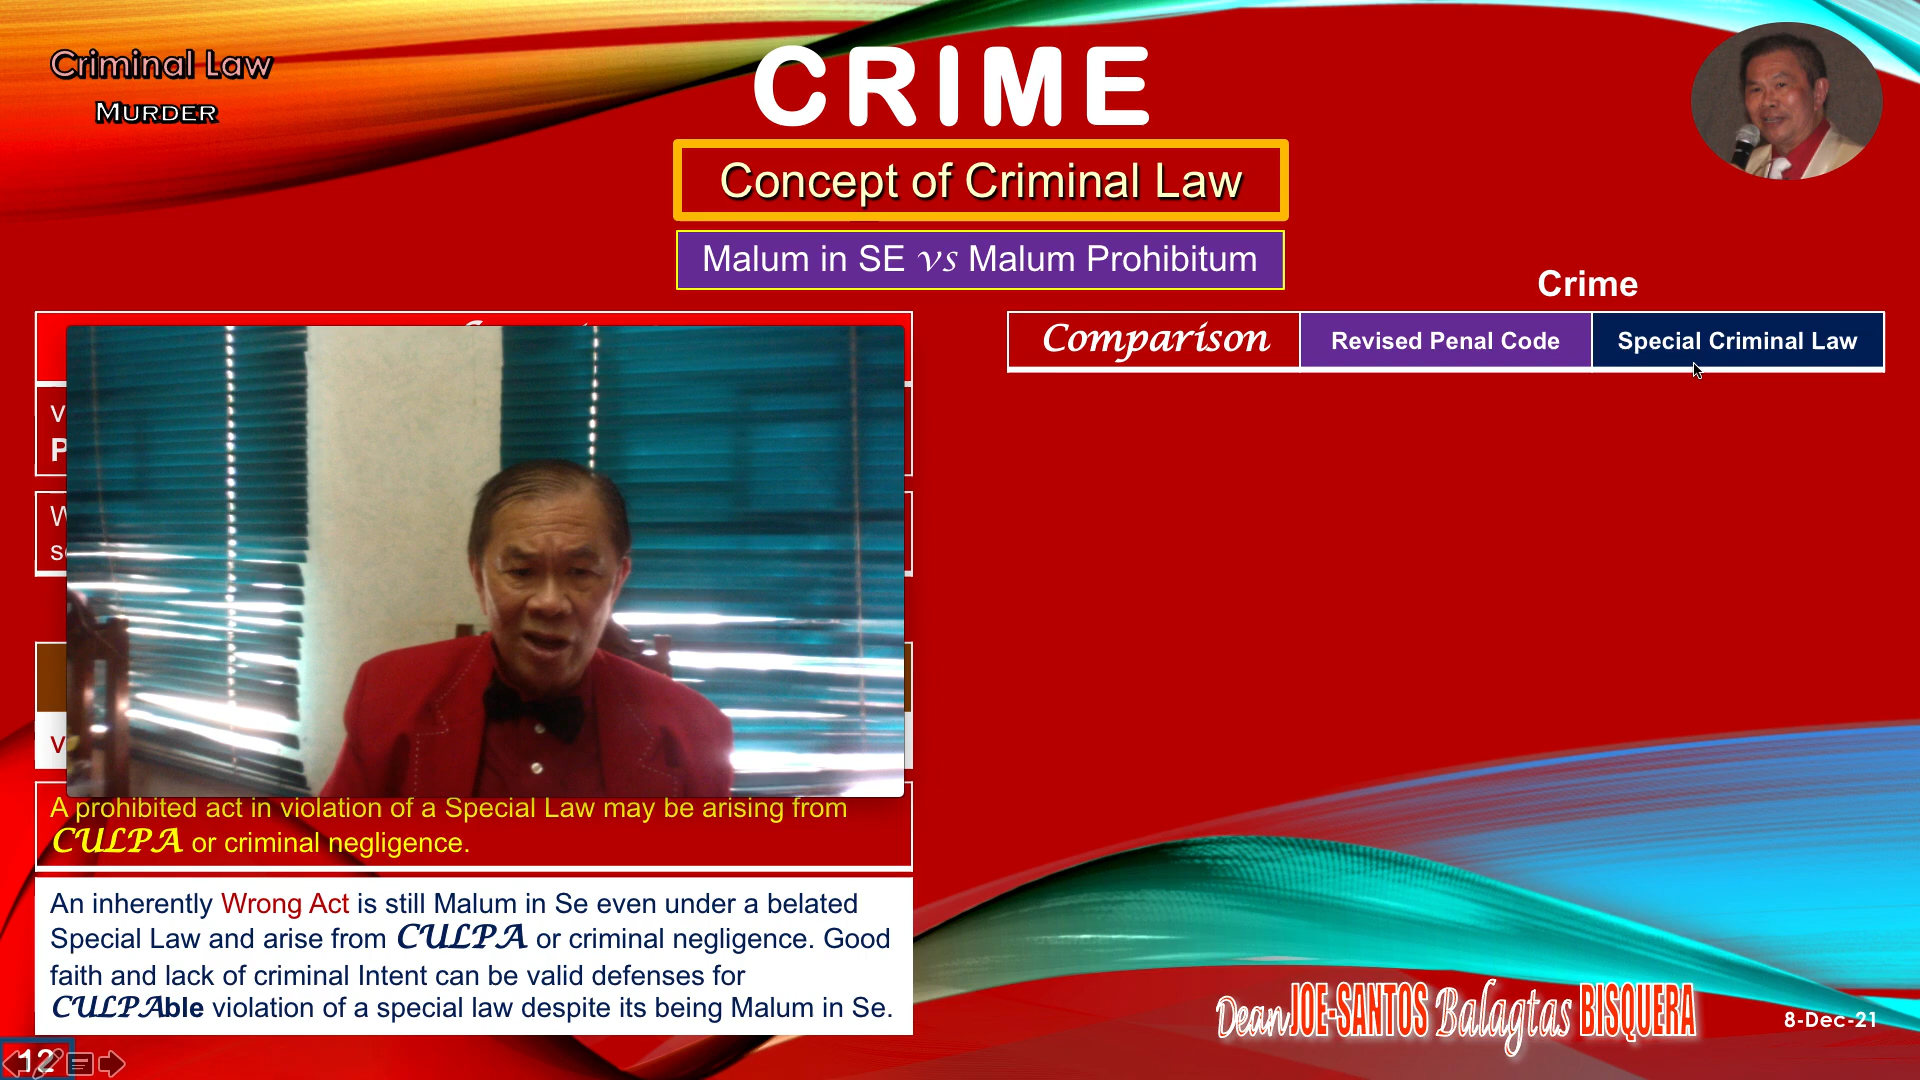 Criminal Law
MURDER
CRIME
Concept of Criminal Law
Malum in SE vs Malum Prohibitum
Crime
Comparison
Revised Penal Code
Special Criminal Law
A prohibited act in violation of a Special Law may be arising from
CULPA or criminal negligence.
An inherently Wrong Act is still Malum in Se even under a belated
Special Law and arise from CULPA or criminal negligence. Good
faith and lack of criminal Intent can be valid defenses for
CULPAble violation of a special law despite its being Malum in Se.
Dean JOE-SANTOS Balagtas BISQUERA
8-Dec-21
12